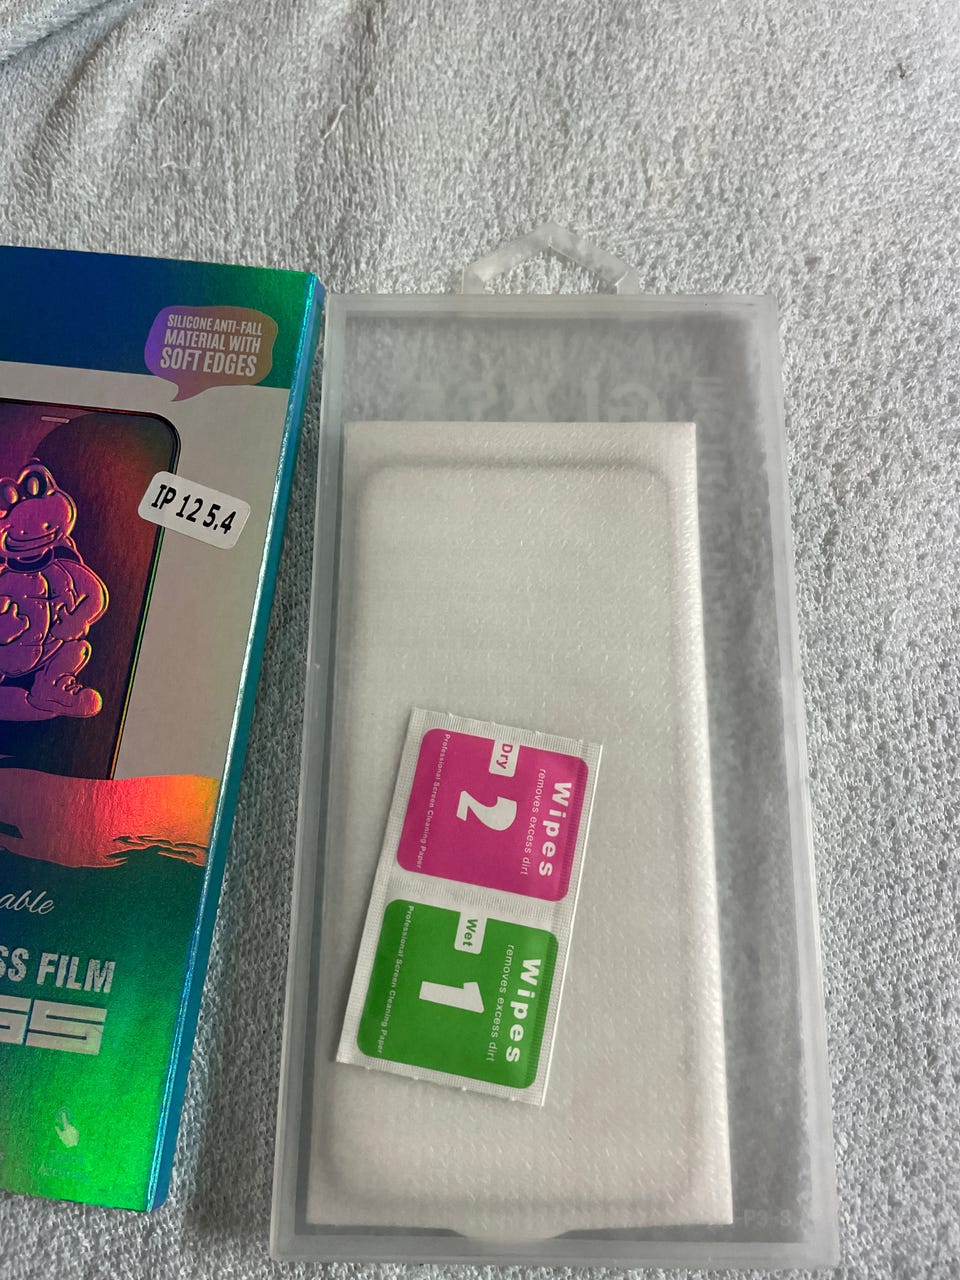 SILICONE ANTI-FALL
MATERIAL WITH
SOFT EDGES
IP 12 5.4
able
SS FILM
Wipes
removes excess dirt
Dry
2
Professional Screen Cleaning Paper
Wipes
removes excess dirt
Wet
1
Professional Screen Cleaning Paper